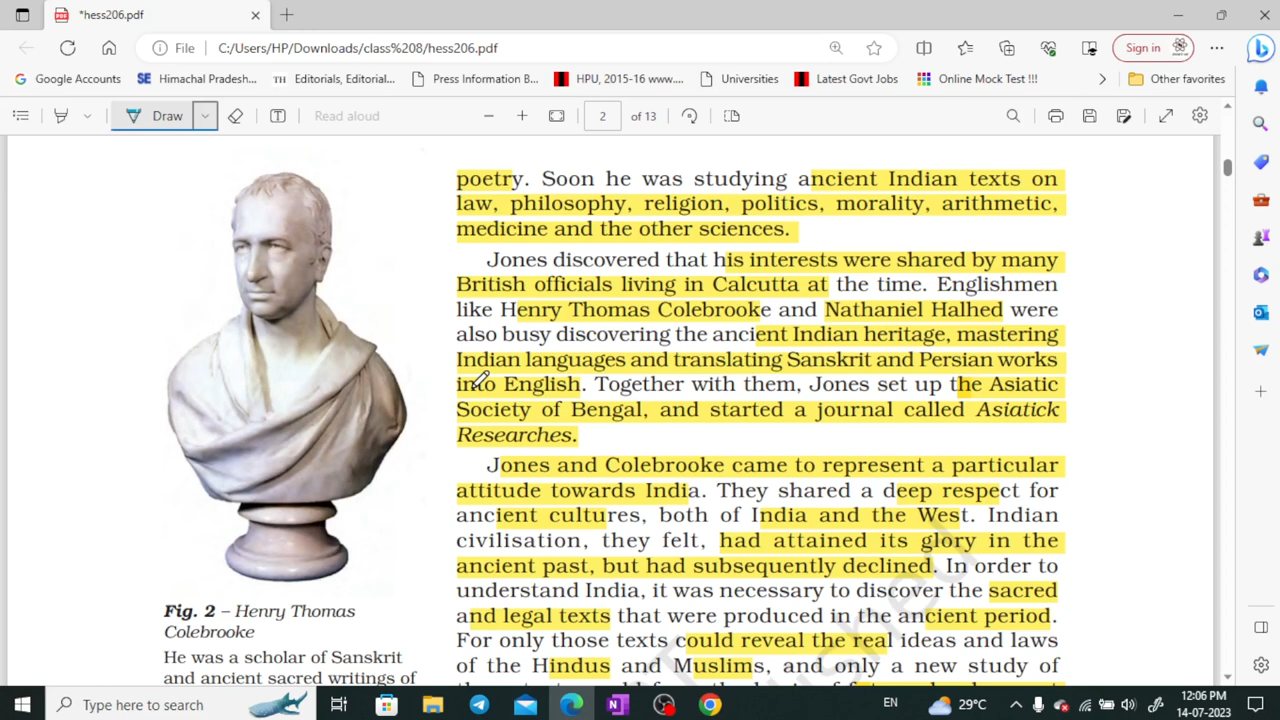 *hess206.pdf
File
C:/Users/HP/Downloads/class%208/hess206.pdf
Sign in
Google Accounts
SE Himachal Pradesh...
TH Editorials, Editorial...
Press Information B...
HPU, 2015-16 www....
Universities
Latest Govt Jobs
Online Mock Test !!!
Other favorites
Draw
Read aloud
2 of 13
poetry. Soon he was studying ancient Indian texts on
law, philosophy, religion, politics, morality, arithmetic,
medicine and the other sciences.
Jones discovered that his interests were shared by many
British officials living in Calcutta at the time. Englishmen
like Henry Thomas Colebrooke and Nathaniel Halhed were
also busy discovering the ancient Indian heritage, mastering
Indian languages and translating Sanskrit and Persian works
into English. Together with them, Jones set up the Asiatic
Society of Bengal, and started a journal called Asiatick
Researches.
Jones and Colebrooke came to represent a particular
attitude towards India. They shared a deep respect for
ancient cultures, both of India and the West. Indian
civilisation, they felt, had attained its glory in the
ancient past, but had subsequently declined. In order to
understand India, it was necessary to discover the sacred
and legal texts that were produced in the ancient period.
For only those texts could reveal the real ideas and laws
of the Hindus and Muslims, and only a new study of
Fig. 2 – Henry Thomas
Colebrooke
He was a scholar of Sanskrit
and ancient sacred writings of
Type here to search
EN
29°C
12:06 PM
14-07-2023